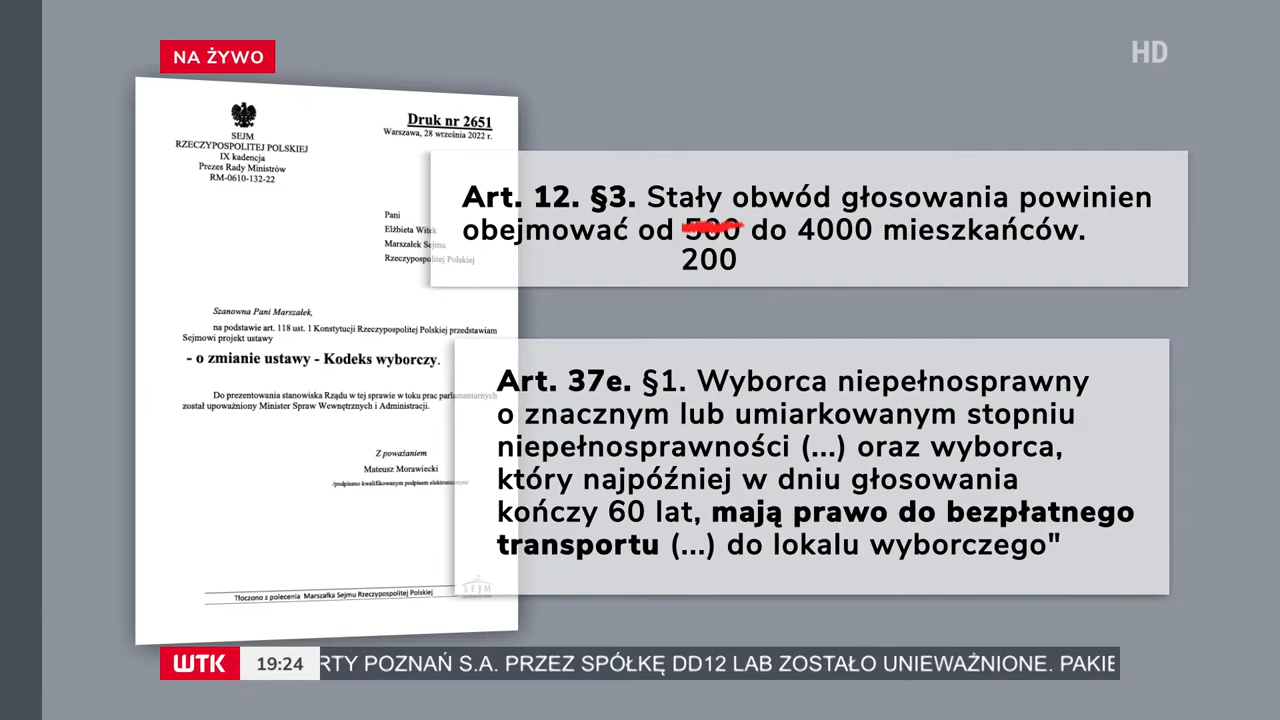 NA ŻYWO
HD
SEJM
RZECZYPOSPOLITEJ POLSKIEJ
IX kadencja
Prezes Rady Ministrów
RM-0610-132-22
Druk nr 2651
Warszawa, 28 września 2022 r.
Pani
Elżbieta Witek
Marszałek Sejmu
Rzeczypospolitej Polskiej
Szanowna Pani Marszałek,
na podstawie art. 118 ust. 1 Konstytucji Rzeczypospolitej Polskiej przedstawiam
Sejmowi projekt ustawy
- o zmianie ustawy - Kodeks wyborczy.
Do prezentowania stanowiska Rządu w tej sprawie w toku prac parlamentarnych
został upoważniony Minister Spraw Wewnętrznych i Administracji.
Z poważaniem
Mateusz Morawiecki
/podpisano kwalifikowanym podpisem elektronicznym/
SEJM
Tłoczono z polecenia Marszałka Sejmu Rzeczypospolitej Polskiej
Art. 12. §3. Stały obwód głosowania powinien
obejmować od 500 do 4000 mieszkańców.
200
Art. 37e. §1. Wyborca niepełnosprawny
o znacznym lub umiarkowanym stopniu
niepełnosprawności (...) oraz wyborca,
który najpóźniej w dniu głosowania
kończy 60 lat, mają prawo do bezpłatnego
transportu (...) do lokalu wyborczego"
WTK 19:24 RTY POZNAŃ S.A. PRZEZ SPÓŁKĘ DD12 LAB ZOSTAŁO UNIEWAŻNIONE. PAKIE